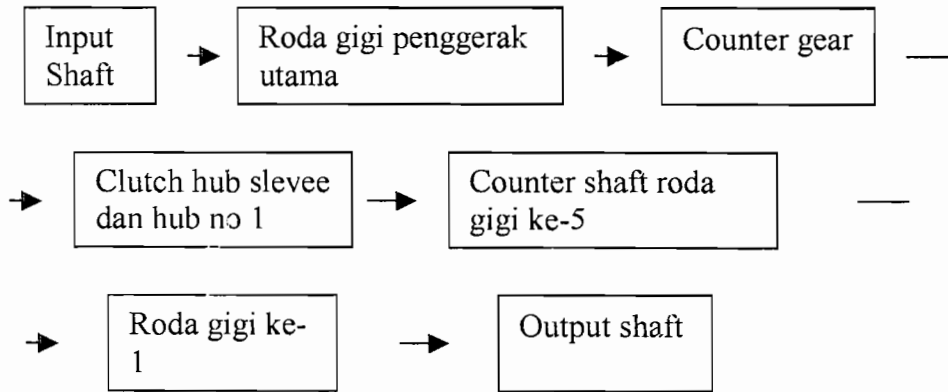 Input
Shaft
Roda gigi penggerak
utama
Counter gear
Clutch hub slevee
dan hub no 1
Counter shaft roda
gigi ke-5
Roda gigi ke-
1
Output shaft